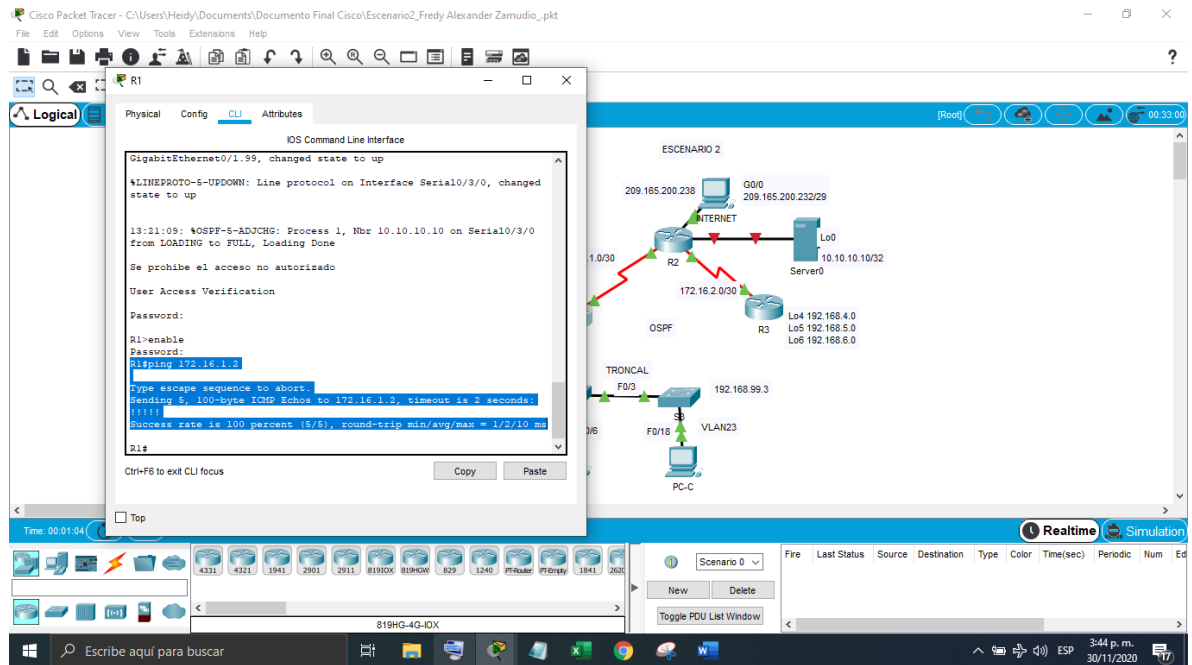 Cisco Packet Tracer - C:\Users\Heidy\Documents\Documento Final Cisco\Escenario2_Fredy Alexander Zamudio_.pkt
File Edit Options View Tools Extensions Help
?
R1
Logical
[Root]
00:33:00
Physical Config CLI Attributes
IOS Command Line Interface
GigabitEthernet0/1.99, changed state to up
%LINEPROTO-5-UPDOWN: Line protocol on Interface Serial0/3/0, changed
state to up
13:21:09: %OSPF-5-ADJCHG: Process 1, Nbr 10.10.10.10 on Serial0/3/0
from LOADING to FULL, Loading Done
Se prohibe el acceso no autorizado
User Access Verification
Password:
R1>enable
Password:
R1#ping 172.16.1.2
Type escape sequence to abort.
Sending 5, 100-byte ICMP Echos to 172.16.1.2, timeout is 2 seconds:
!!!!!
Success rate is 100 percent (5/5), round-trip min/avg/max = 1/2/10 ms
R1#
Ctrl+F6 to exit CLI focus
Copy
Paste
Top
ESCENARIO 2
209.165.200.238
G0/0
209.165.200.232/29
INTERNET
Lo0
10.10.10.10/32
Server0
.1.0/30
R2
172.16.2.0/30
R3
Lo4 192.168.4.0
Lo5 192.168.5.0
Lo6 192.168.6.0
OSPF
TRONCAL
F0/3
192.168.99.3
S3
0/6
F0/18
VLAN23
PC-C
Time: 00:01:04
Realtime
Simulation
4331 4321 1941 2901 2911 819IOX 819HGW 829 1240 PT-Router PT-Empty 1841 262
819HG-4G-IOX
Scenario 0
New
Delete
Toggle PDU List Window
Fire Last Status Source Destination Type Color Time(sec) Periodic Num Ed
Escribe aquí para buscar
ESP
3:44 p. m.
30/11/2020
17